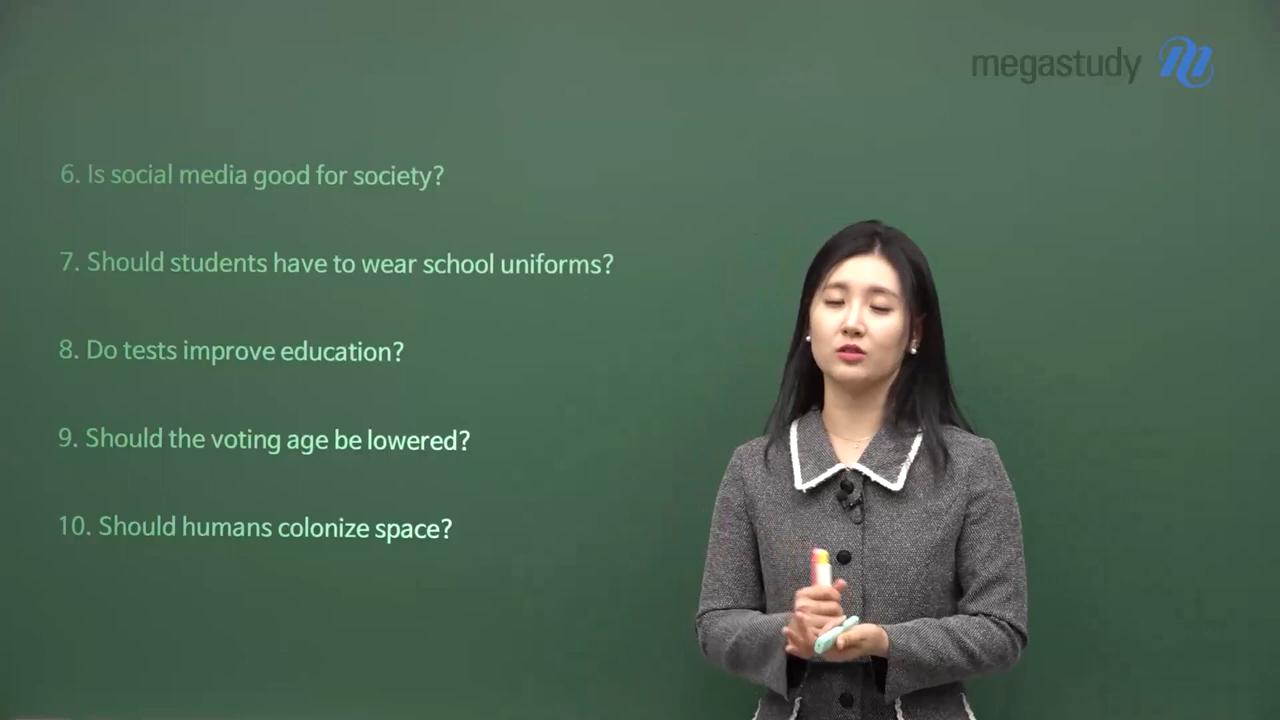 megastudy
6. Is social media good for society?
7. Should students have to wear school uniforms?
8. Do tests improve education?
9. Should the voting age be lowered?
10. Should humans colonize space?